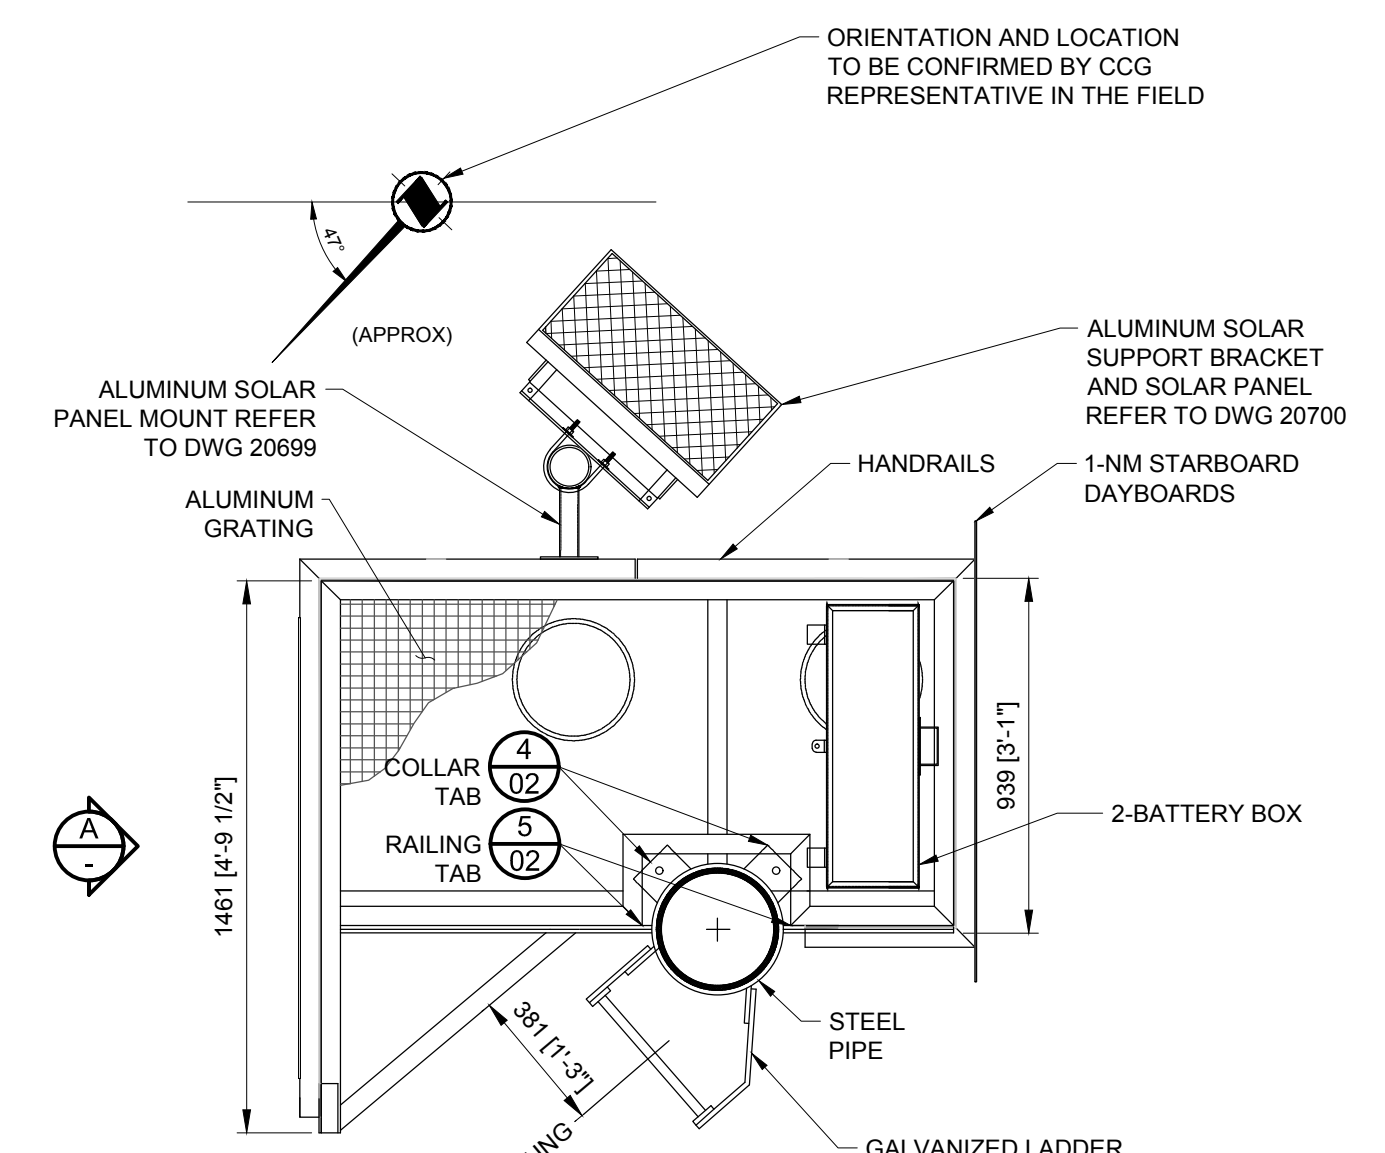 ORIENTATION AND LOCATION
TO BE CONFIRMED BY CCG
REPRESENTATIVE IN THE FIELD
47°
(APPROX)
ALUMINUM SOLAR
PANEL MOUNT REFER
TO DWG 20699
ALUMINUM SOLAR
SUPPORT BRACKET
AND SOLAR PANEL
REFER TO DWG 20700
HANDRAILS
1-NM STARBOARD
DAYBOARDS
ALUMINUM
GRATING
939 [3'-1"]
1461 [4'-9 1/2"]
COLLAR
TAB
4
02
RAILING
TAB
5
02
A
-
2-BATTERY BOX
381 [1'-3"]
STEEL
PIPE
GALVANIZED LADDER